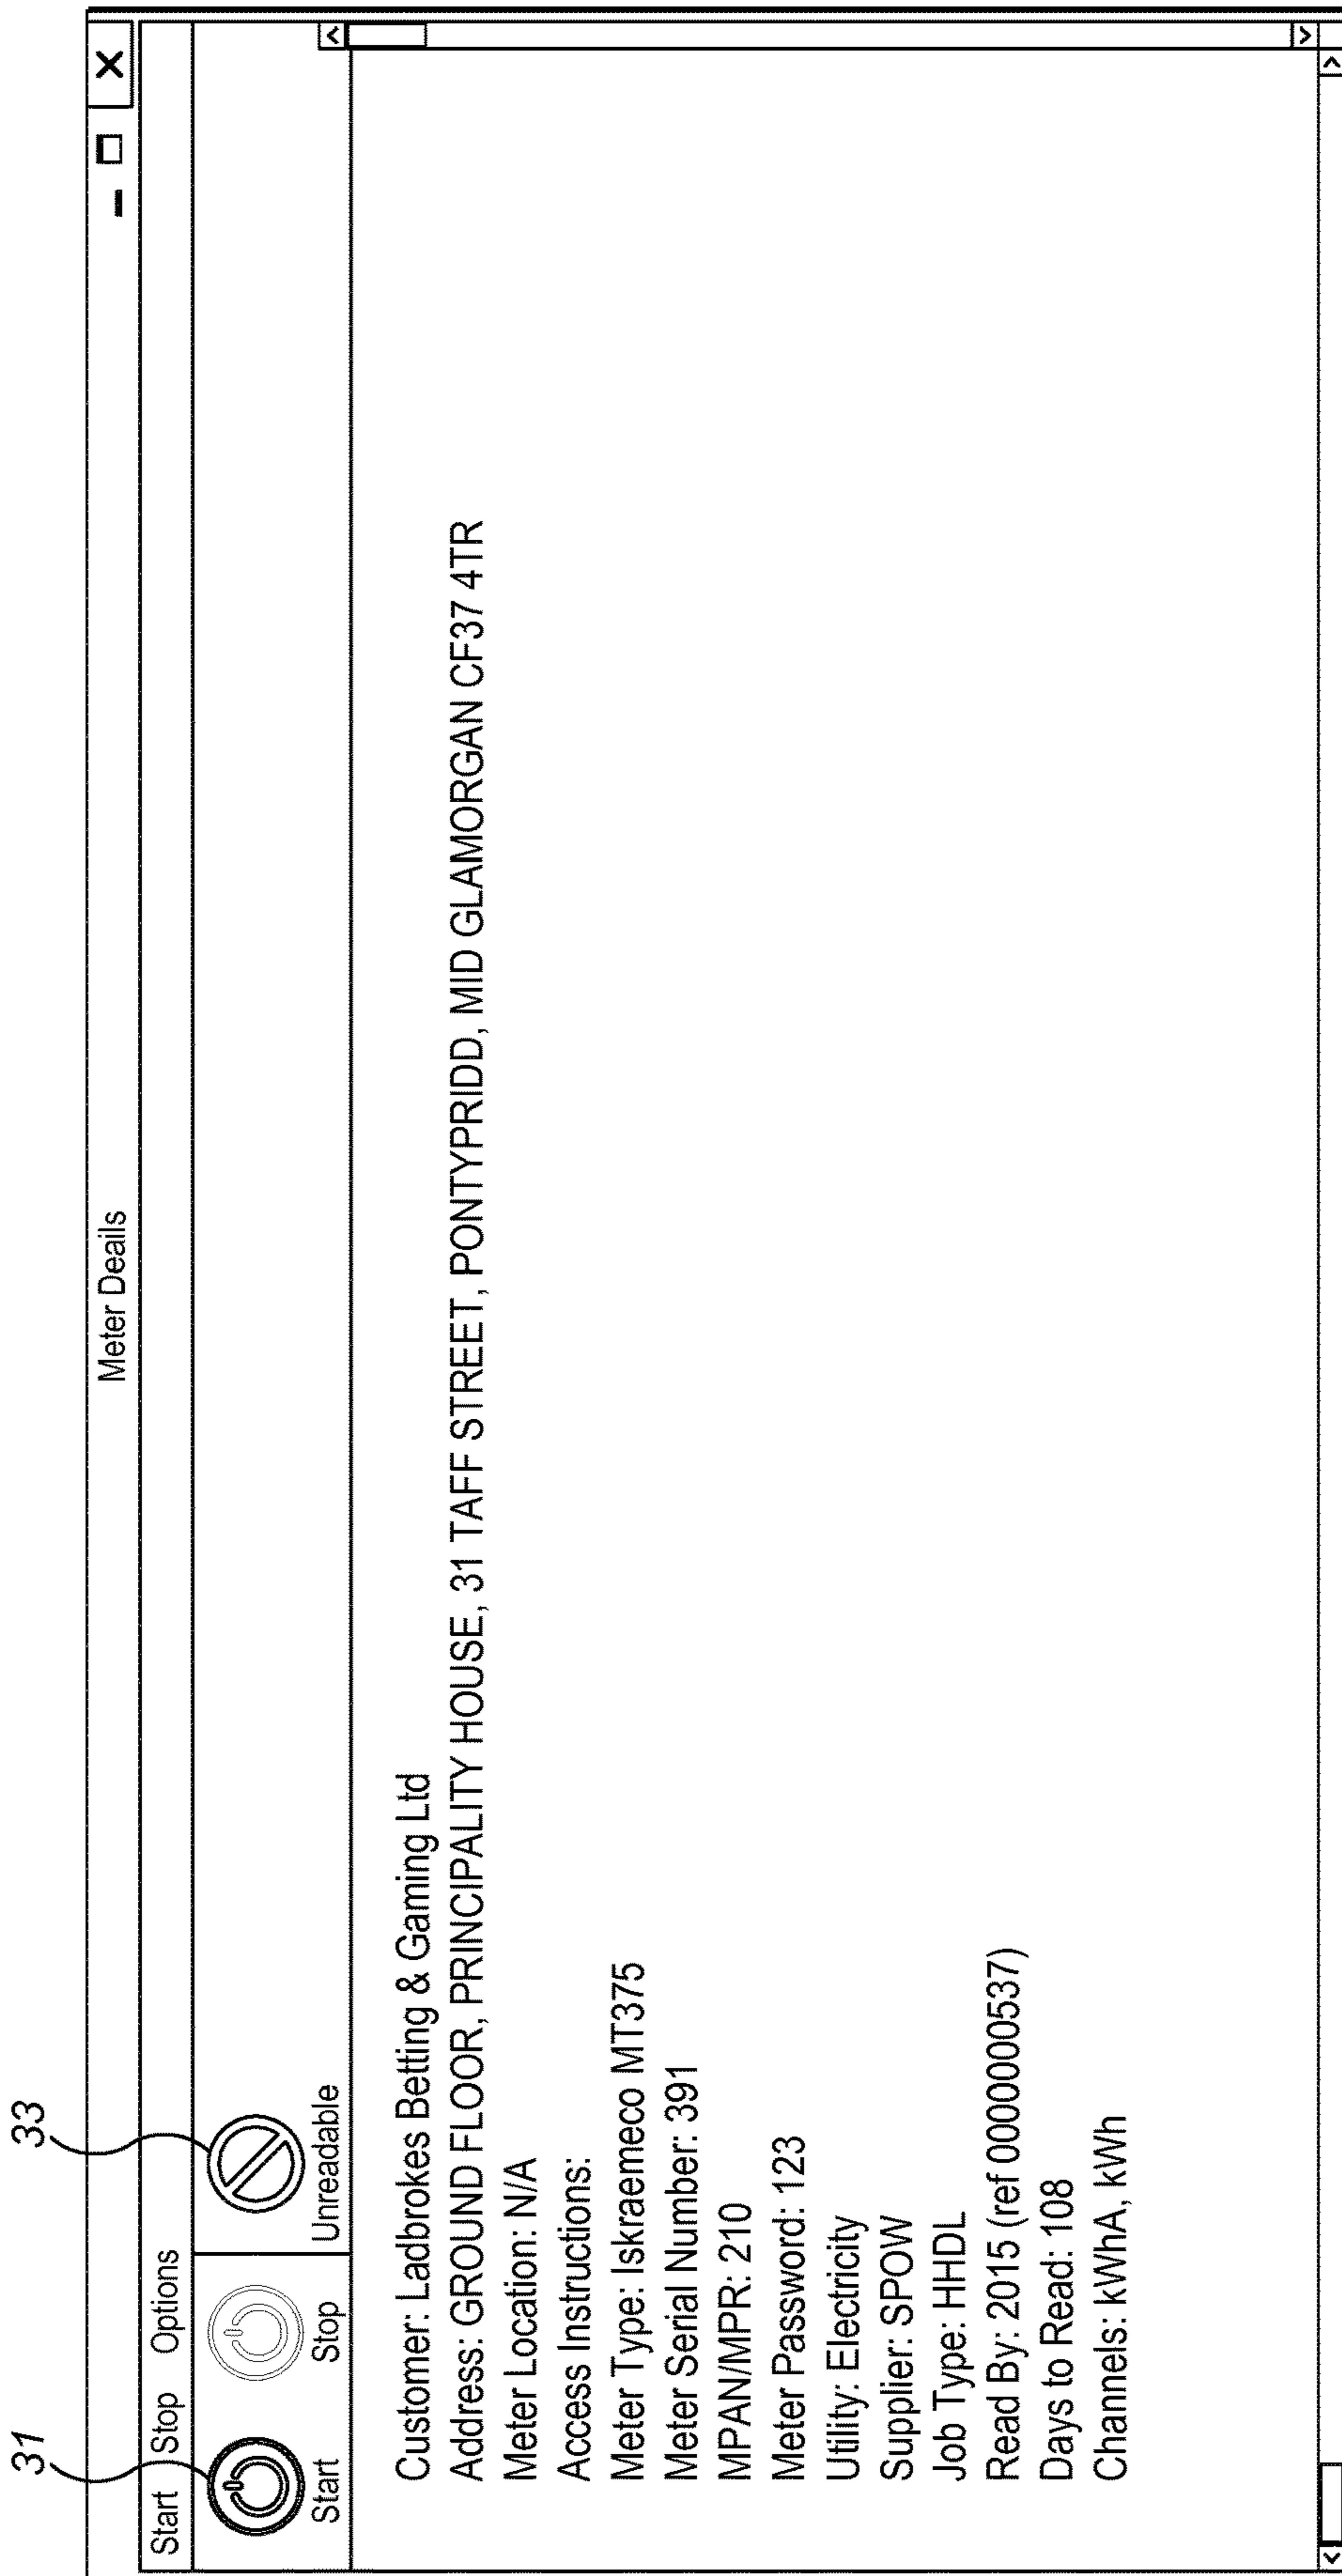 31
33
Meter Deails
Start Stop Options
Start
Stop
Unreadable
Customer: Ladbrokes Betting & Gaming Ltd
Address: GROUND FLOOR, PRINCIPALITY HOUSE, 31 TAFF STREET, PONTYPRIDD, MID GLAMORGAN CF37 4TR
Meter Location: N/A
Access Instructions:
Meter Type: Iskraemeco MT375
Meter Serial Number: 391
MPAN/MPR: 210
Meter Password: 123
Utility: Electricity
Supplier: SPOW
Job Type: HHDL
Read By: 2015 (ref 0000000537)
Days to Read: 108
Channels: kWhA, kWh